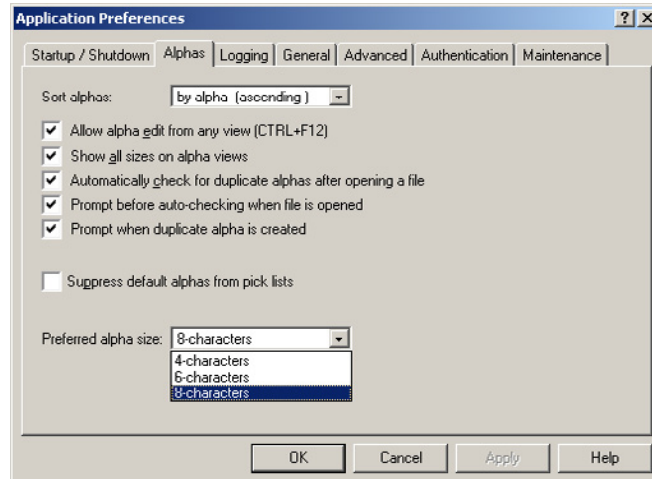 Application Preferences
Startup / Shutdown Alphas Logging General Advanced Authentication Maintenance
Sort alphas: by alpha (ascending )
Allow alpha edit from any view (CTRL+F12)
Show all sizes on alpha views
Automatically check for duplicate alphas after opening a file
Prompt before auto-checking when file is opened
Prompt when duplicate alpha is created
Suppress default alphas from pick lists
Preferred alpha size: 8-characters
4-characters
6-characters
8-characters
OK Cancel Apply Help